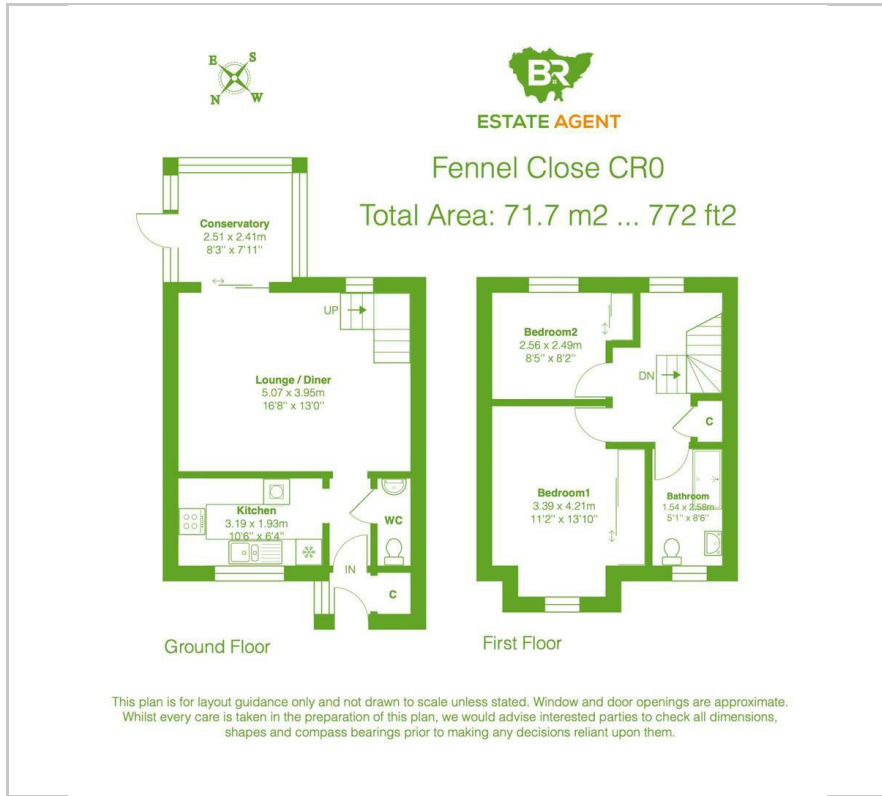 E S
N W
BR
ESTATE AGENT
Fennel Close CR0
Total Area: 71.7 m2 ... 772 ft2
Conservatory
2.51 x 2.41m
8'3" x 7'11"
UP
Lounge / Diner
5.07 x 3.95m
16'8" x 13'0"
Kitchen
3.19 x 1.93m
10'6" x 6'4"
WC
IN
C
Ground Floor
Bedroom2
2.56 x 2.49m
8'5" x 8'2"
DN
C
Bedroom1
3.39 x 4.21m
11'2" x 13'10"
Bathroom
1.54 x 2.58m
5'1" x 8'6"
First Floor
This plan is for layout guidance only and not drawn to scale unless stated. Window and door openings are approximate.
Whilst every care is taken in the preparation of this plan, we would advise interested parties to check all dimensions,
shapes and compass bearings prior to making any decisions reliant upon them.